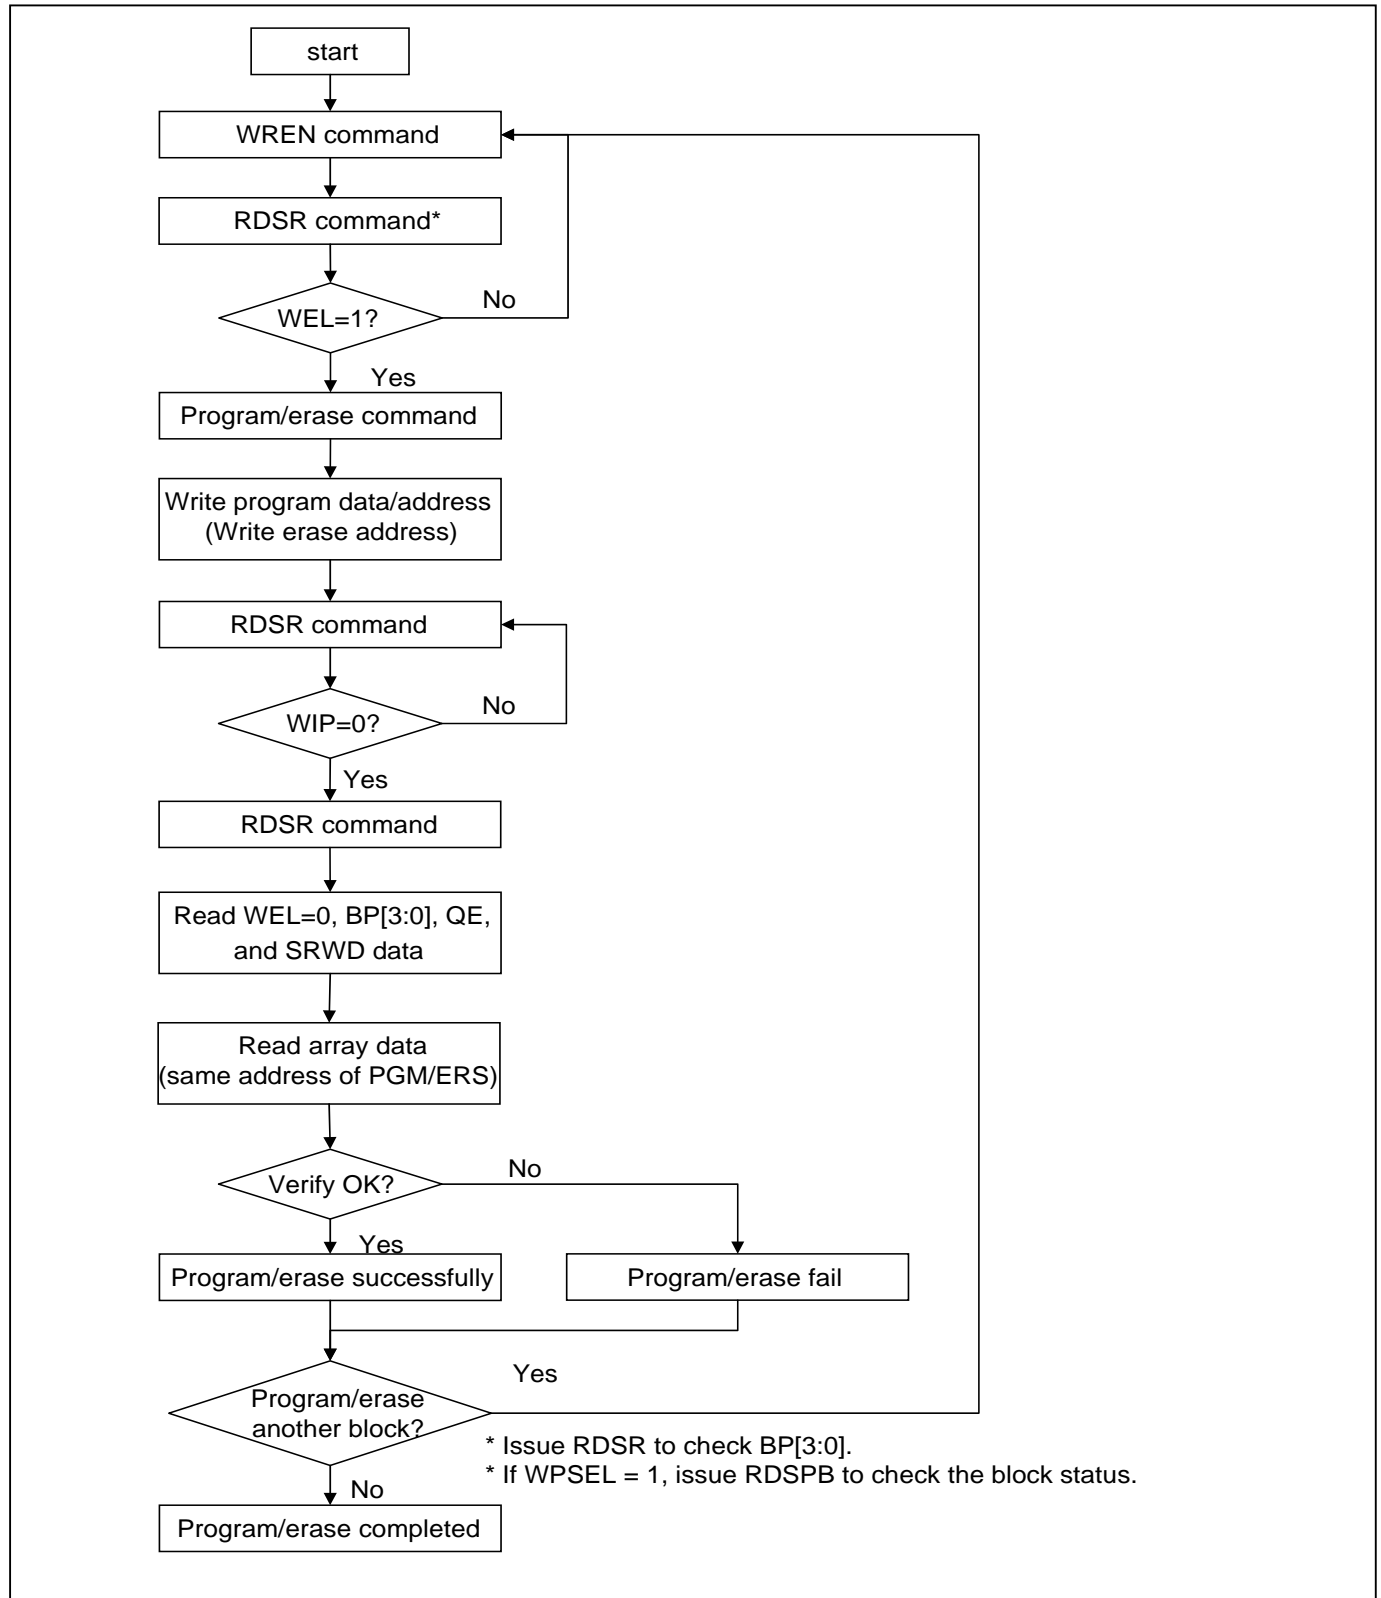 start
WREN command
RDSR command*
WEL=1?
No
Yes
Program/erase command
Write program data/address
(Write erase address)
RDSR command
WIP=0?
No
Yes
RDSR command
Read WEL=0, BP[3:0], QE,
and SRWD data
Read array data
(same address of PGM/ERS)
Verify OK?
No
Yes
Program/erase successfully
Program/erase fail
Program/erase
another block?
Yes
* Issue RDSR to check BP[3:0].
* If WPSEL = 1, issue RDSPB to check the block status.
No
Program/erase completed